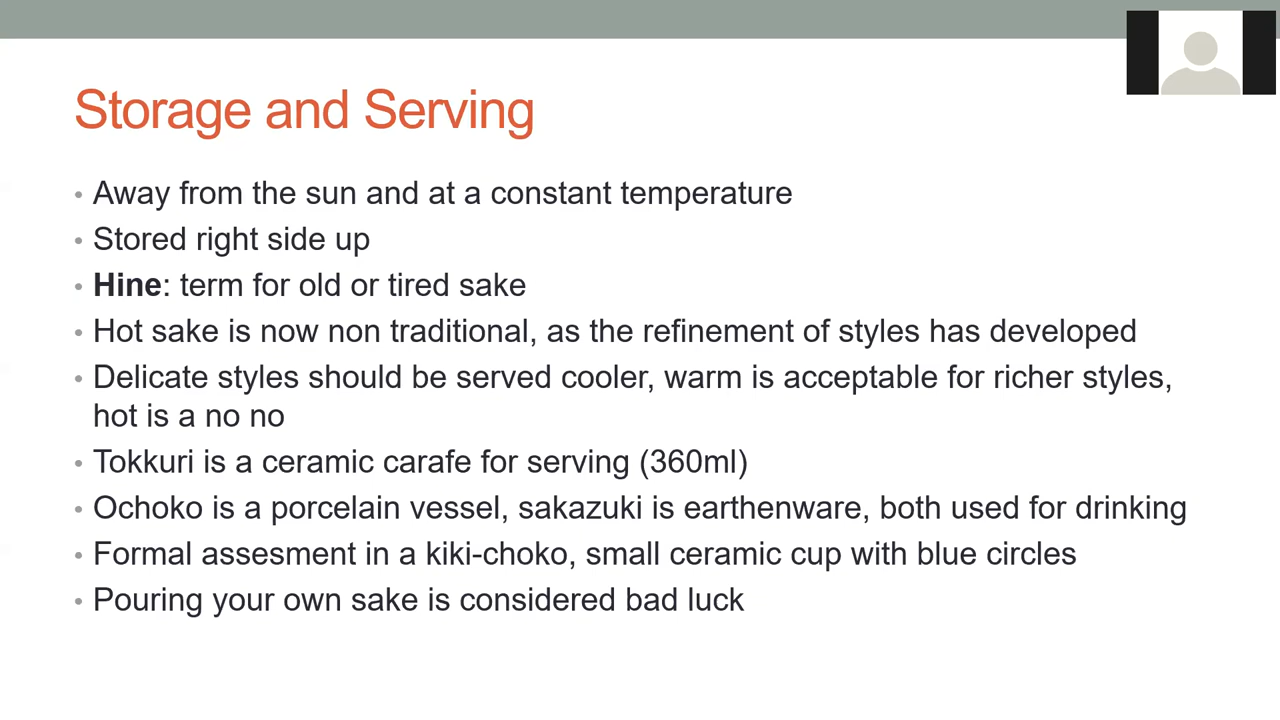 Storage and Serving
• Away from the sun and at a constant temperature
• Stored right side up
• Hine: term for old or tired sake
• Hot sake is now non traditional, as the refinement of styles has developed
• Delicate styles should be served cooler, warm is acceptable for richer styles,
hot is a no no
• Tokkuri is a ceramic carafe for serving (360ml)
• Ochoko is a porcelain vessel, sakazuki is earthenware, both used for drinking
• Formal assesment in a kiki-choko, small ceramic cup with blue circles
• Pouring your own sake is considered bad luck